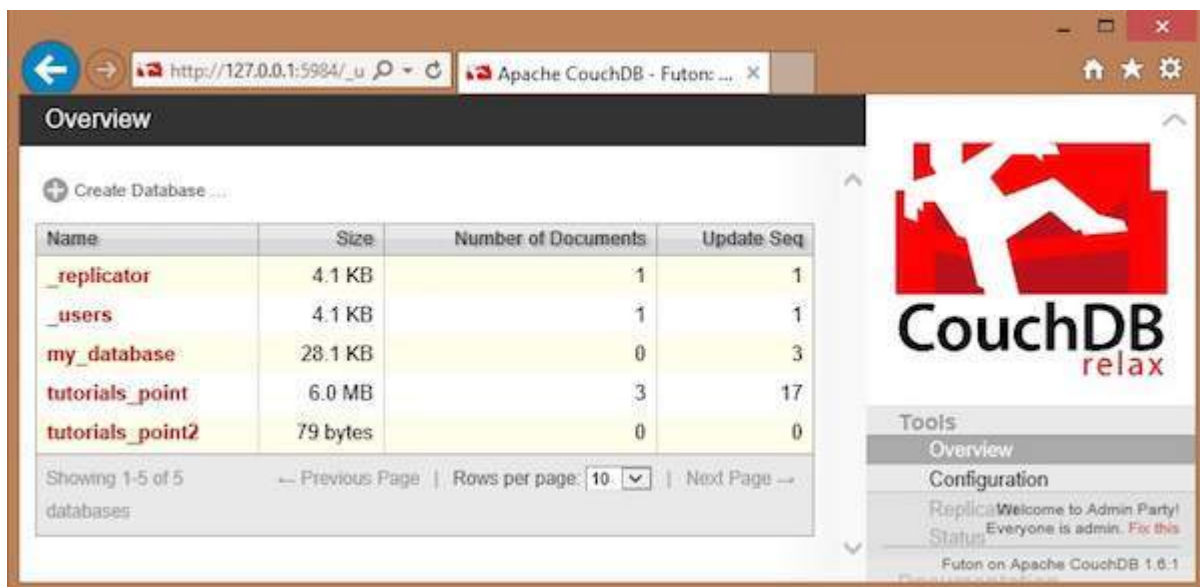 http://127.0.0.1:5984/_u
Apache CouchDB - Futon: ...
Overview
Create Database ...
Name Size Number of Documents Update Seq
_replicator 4.1 KB 1 1
_users 4.1 KB 1 1
my_database 28.1 KB 0 3
tutorials_point 6.0 MB 3 17
tutorials_point2 79 bytes 0 0
Showing 1-5 of 5 databases
← Previous Page | Rows per page: 10 | Next Page →
CouchDB
relax
Tools
Overview
Configuration
Welcome to Admin Party!
Everyone is admin. Fix this
Status
Futon on Apache CouchDB 1.6.1